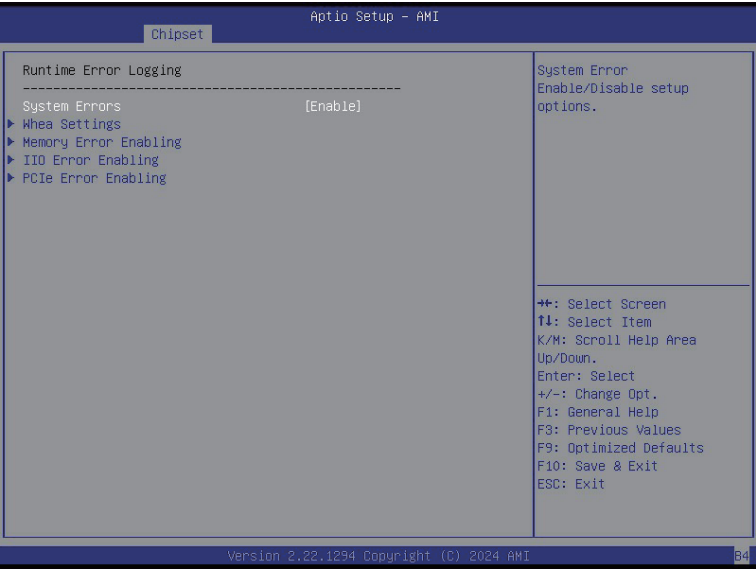 Aptio Setup – AMI
Chipset
Runtime Error Logging
--------------------------------------------------
System Errors [Enable]
Whea Settings
Memory Error Enabling
IIO Error Enabling
PCIe Error Enabling
System Error
Enable/Disable setup
options.
→←: Select Screen
↑↓: Select Item
K/M: Scroll Help Area
Up/Down.
Enter: Select
+/-: Change Opt.
F1: General Help
F3: Previous Values
F9: Optimized Defaults
F10: Save & Exit
ESC: Exit
Version 2.22.1294 Copyright (C) 2024 AMI
B4